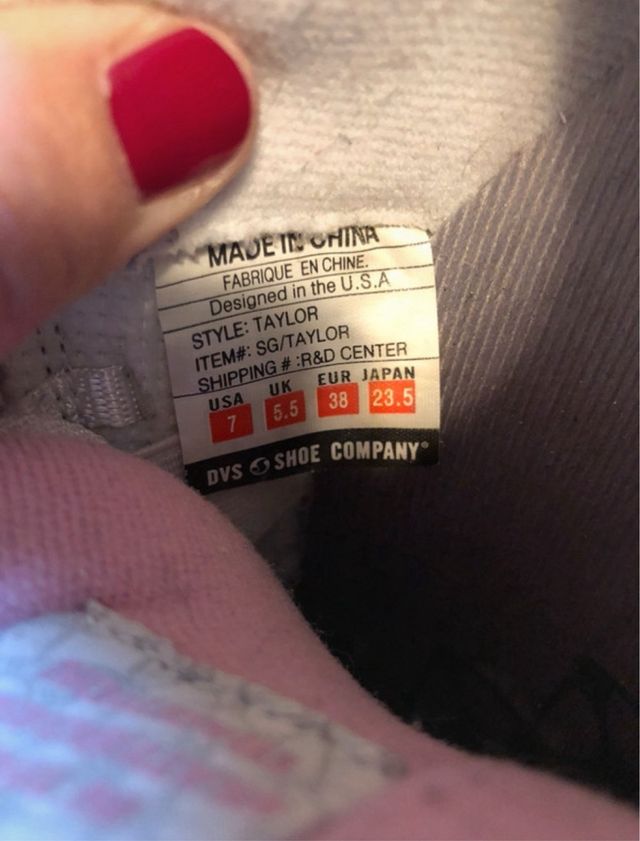 MADE IN CHINA
FABRIQUE EN CHINE.
Designed in the U.S.A
STYLE: TAYLOR
ITEM#: SG/TAYLOR
SHIPPING # :R&D CENTER
USA UK EUR JAPAN
7 5.5 38 23.5
DVS SHOE COMPANY®